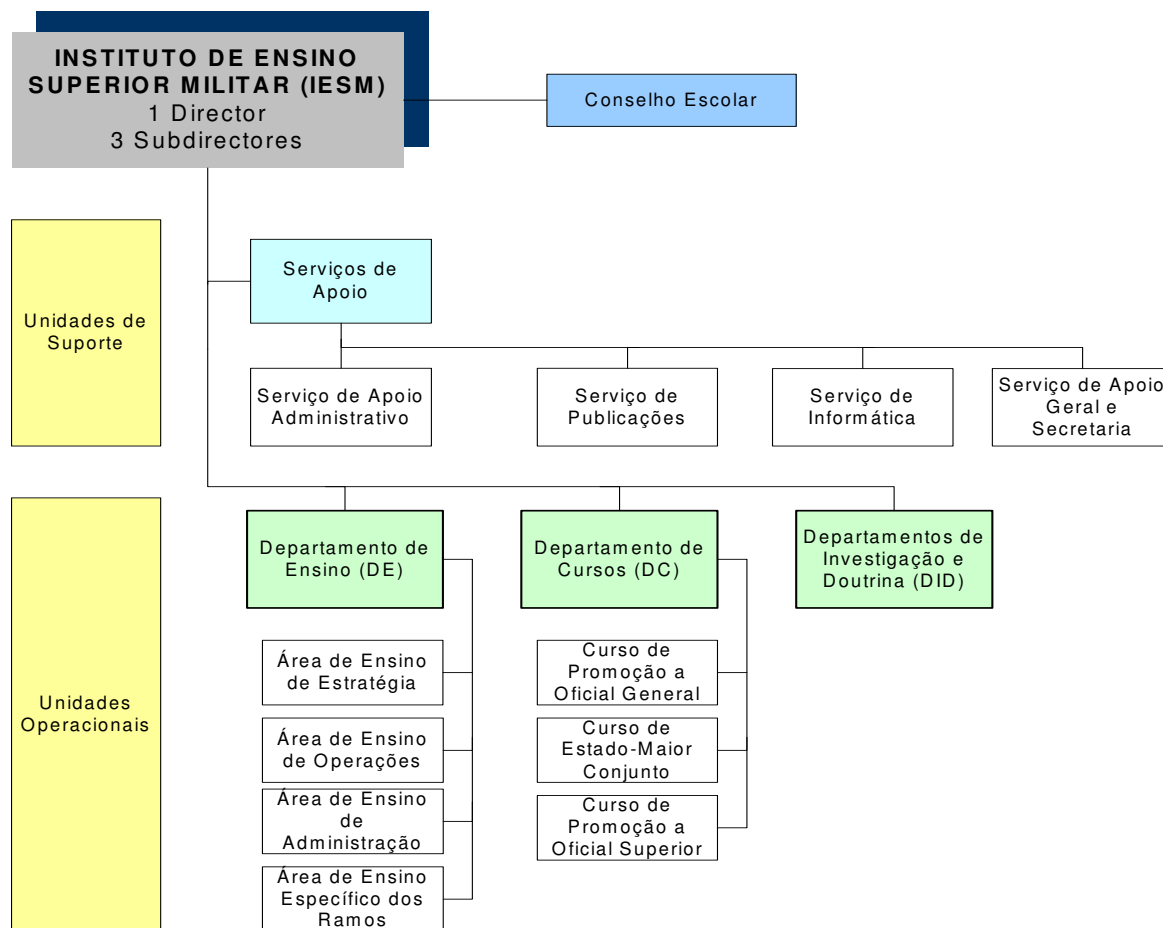 INSTITUTO DE ENSINO
SUPERIOR MILITAR (IESM)
1 Director
3 Subdirectores
Conselho Escolar
Unidades de
Suporte
Serviços de
Apoio
Serviço de Apoio
Administrativo
Serviço de
Publicações
Serviço de
Informática
Serviço de Apoio
Geral e
Secretaria
Unidades
Operacionais
Departamento de
Ensino (DE)
Departamento de
Cursos (DC)
Departamentos de
Investigação e
Doutrina (DID)
Área de Ensino
de Estratégia
Área de Ensino
de Operações
Área de Ensino
de
Administração
Área de Ensino
Específico dos
Ramos
Curso de
Promoção a
Oficial General
Curso de
Estado-Maior
Conjunto
Curso de
Promoção a
Oficial Superior